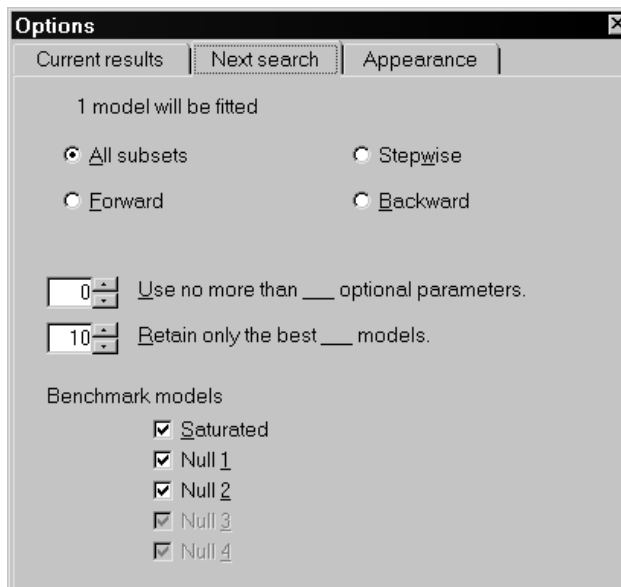 Options
Current results Next search Appearance
1 model will be fitted
All subsets Stepwise
Forward Backward
0 Use no more than ___ optional parameters.
10 Retain only the best ___ models.
Benchmark models
Saturated
Null 1
Null 2
Null 3
Null 4